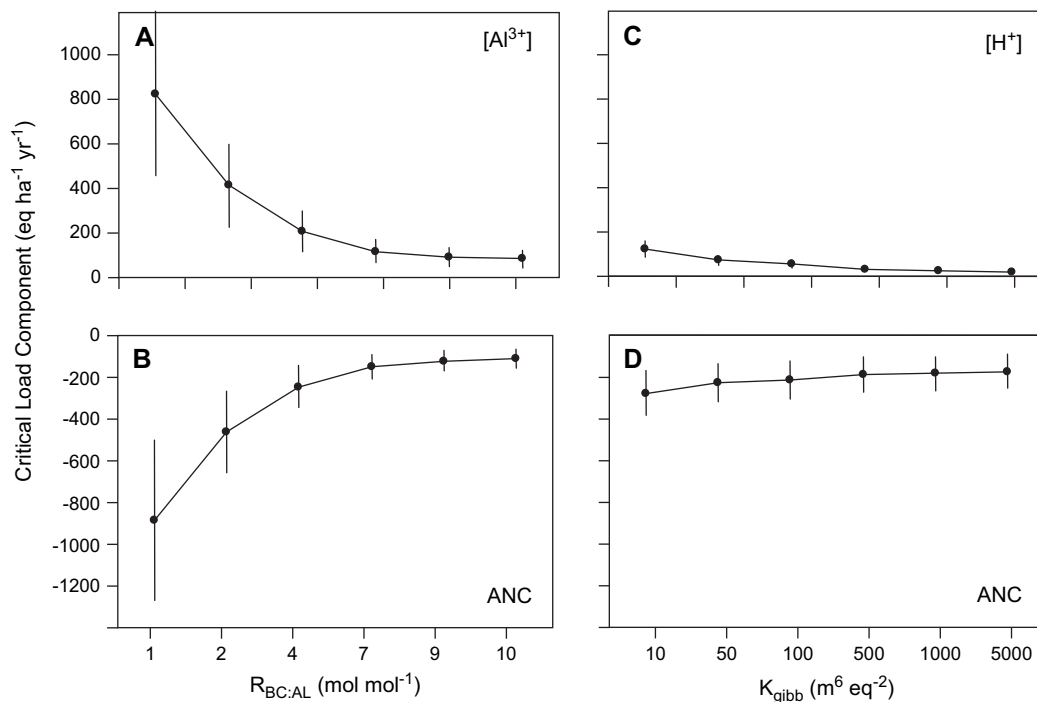 A
[Al³⁺]
C
[H⁺]
1000
800
600
400
200
0
Critical Load Component (eq ha⁻¹ yr⁻¹)
B
D
0
-200
-400
-600
-800
-1000
-1200
ANC
ANC
1 2 4 7 9 10
10 50 100 500 1000 5000
R_BC:AL (mol mol⁻¹)
K_gibb (m⁶ eq⁻²)